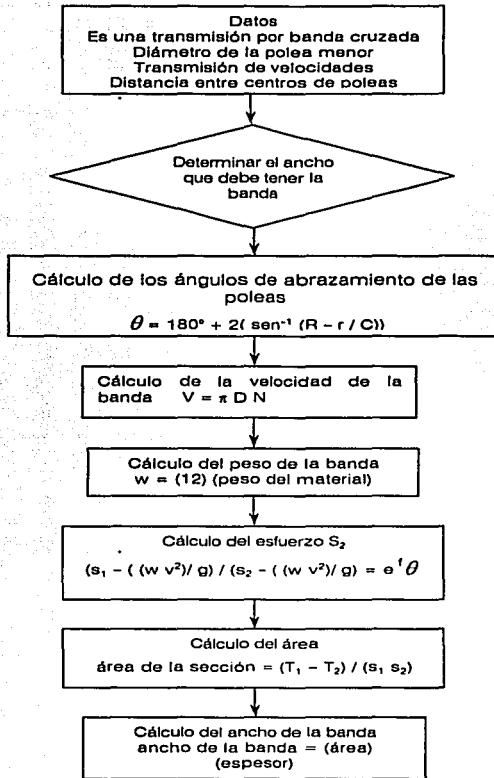 Datos
Es una transmisión por banda cruzada
Diámetro de la polea menor
Transmisión de velocidades
Distancia entre centros de poleas
Determinar el ancho
que debe tener la
banda
Cálculo de los ángulos de abrazamiento de las
poleas
θ = 180° + 2( sen⁻¹ (R – r / C))
Cálculo de la velocidad de la
banda V = π D N
Cálculo del peso de la banda
w = (12) (peso del material)
Cálculo del esfuerzo S₂
(s₁ – ( (w v²)/ g) / (s₂ – ( (w v²)/ g) = e^f θ
Cálculo del área
área de la sección = (T₁ – T₂) / (s₁ s₂)
Cálculo del ancho de la banda
ancho de la banda = (área)
(espesor)